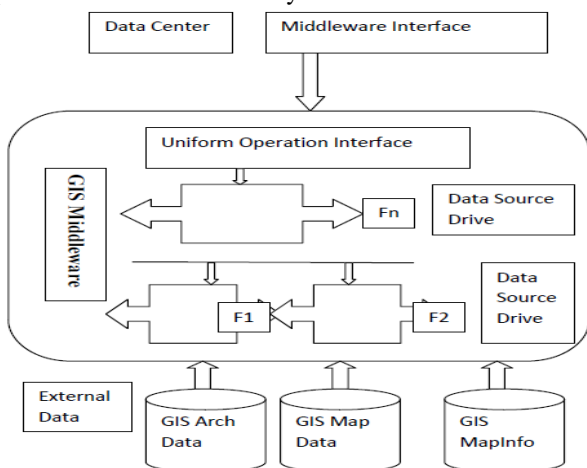 Data Center
Middleware Interface
Uniform Operation Interface
GIS Middleware
Fn
Data Source
Drive
F1
F2
Data
Source
Drive
External
Data
GIS Arch
Data
GIS Map
Data
GIS
MapInfo